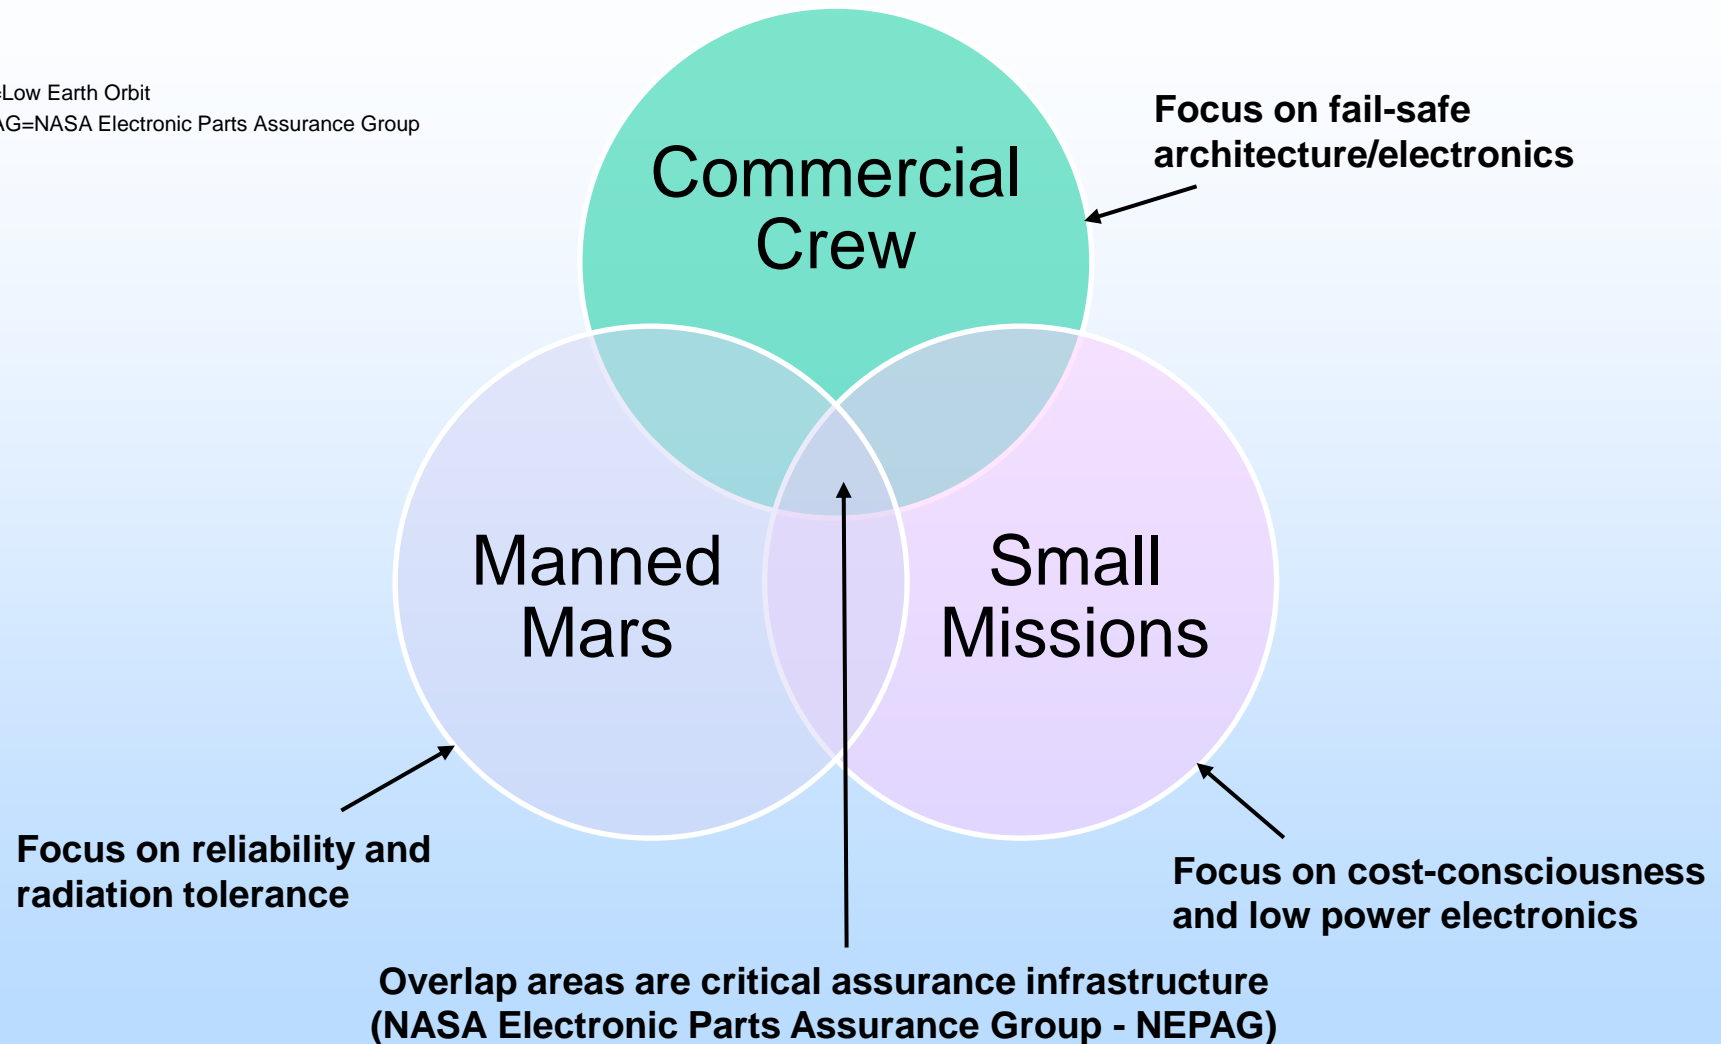 =Low Earth Orbit
AG=NASA Electronic Parts Assurance Group
Focus on fail-safe
architecture/electronics
Commercial
Crew
Manned
Mars
Small
Missions
Focus on reliability and
radiation tolerance
Focus on cost-consciousness
and low power electronics
Overlap areas are critical assurance infrastructure
(NASA Electronic Parts Assurance Group - NEPAG)